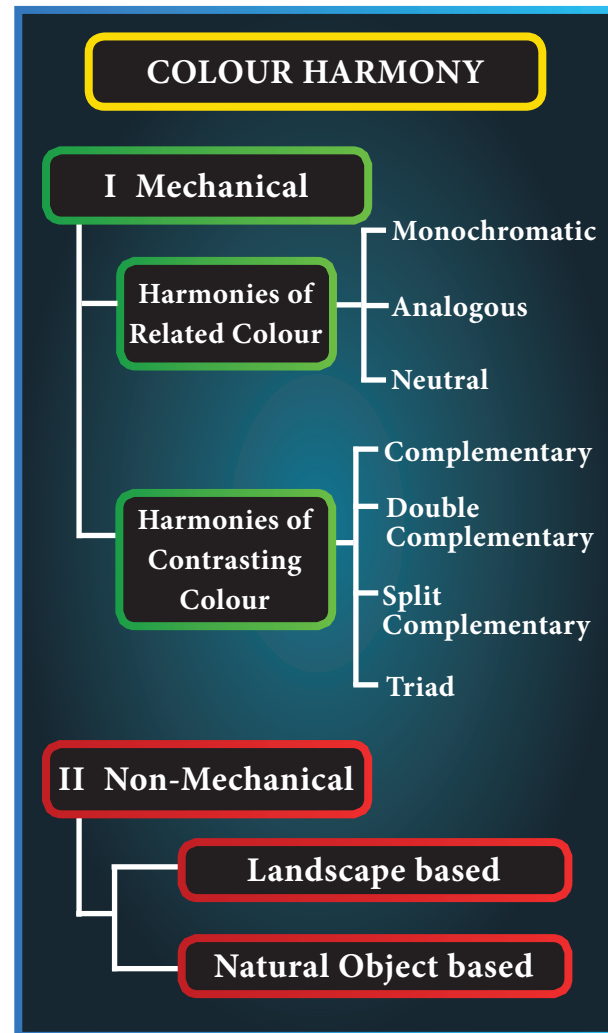 COLOUR HARMONY
I Mechanical
Harmonies of
Related Colour
Monochromatic
Analogous
Neutral
Harmonies of
Contrasting
Colour
Complementary
Double
Complementary
Split
Complementary
Triad
II Non-Mechanical
Landscape based
Natural Object based